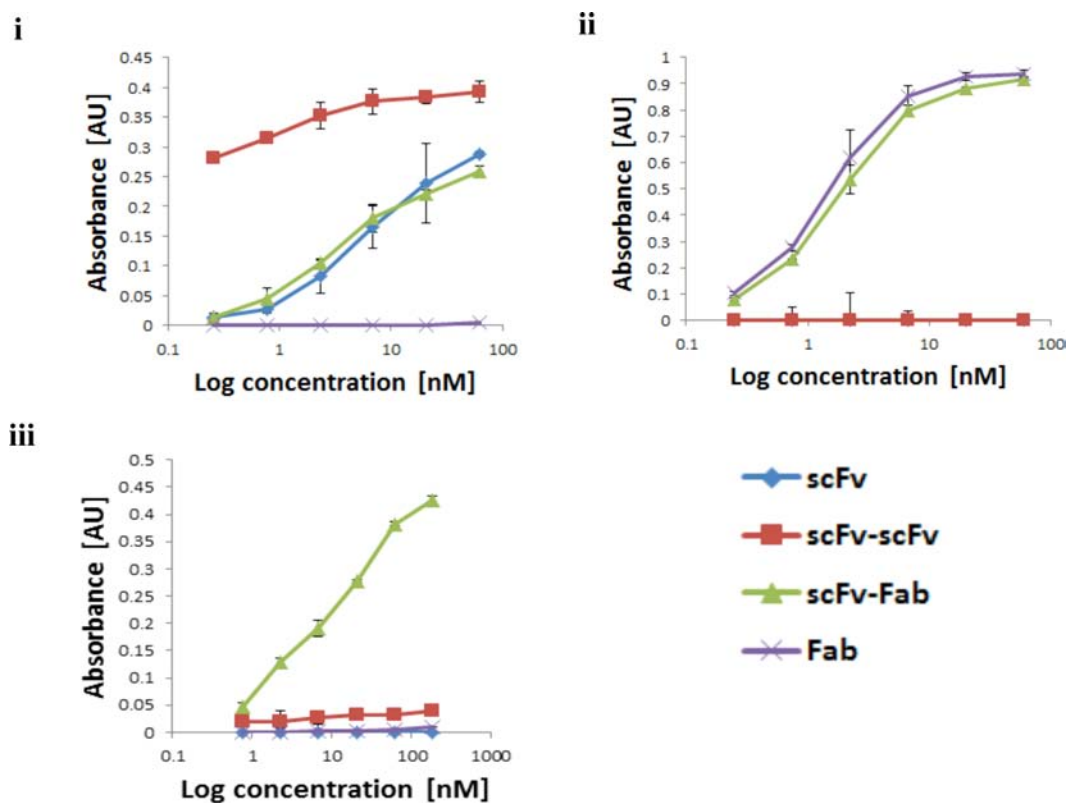 i
Absorbance [AU]
0.45
0.4
0.35
0.3
0.25
0.2
0.15
0.1
0.05
0
0.1 1 10 100
Log concentration [nM]
ii
Absorbance [AU]
1
0.9
0.8
0.7
0.6
0.5
0.4
0.3
0.2
0.1
0
0.1 1 10 100
Log concentration [nM]
iii
Absorbance [AU]
0.5
0.45
0.4
0.35
0.3
0.25
0.2
0.15
0.1
0.05
0
0.1 1 10 100 1000
Log concentration [nM]
scFv
scFv-scFv
scFv-Fab
Fab